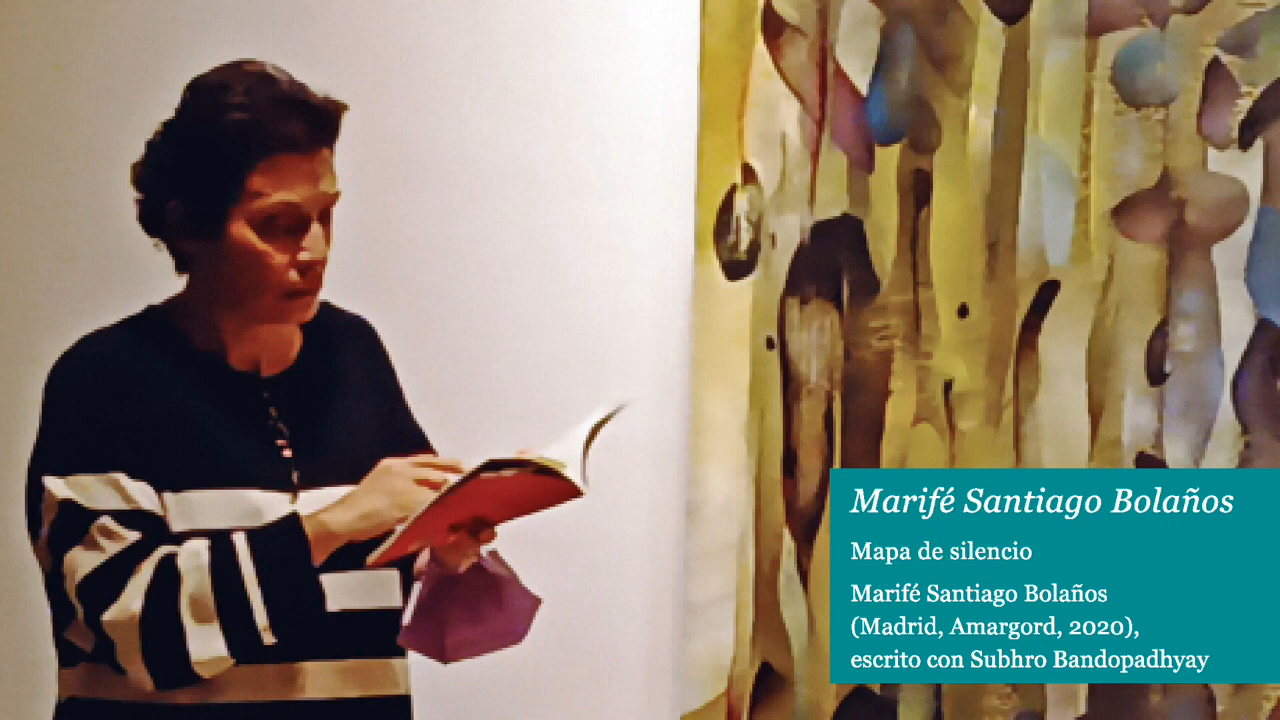 Marifé Santiago Bolaños
Mapa de silencio
Marifé Santiago Bolaños
(Madrid, Amargord, 2020),
escrito con Subhro Bandopadhyay